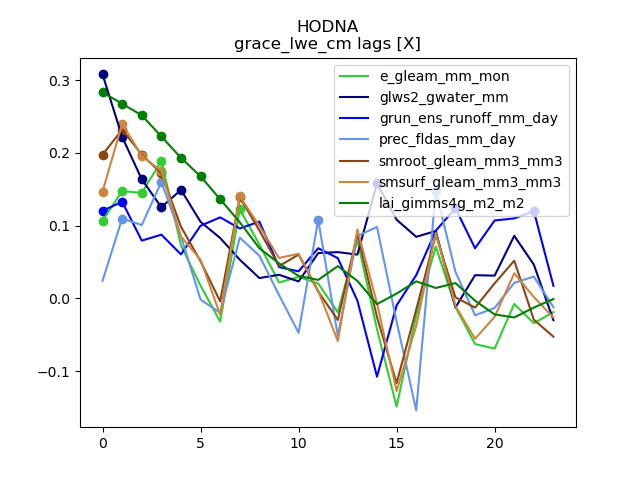 HODNA
grace_lwe_cm lags [X]
0.3
0.2
0.1
0.0
−0.1
0
5
10
15
20
e_gleam_mm_mon
glws2_gwater_mm
grun_ens_runoff_mm_day
prec_fldas_mm_day
smroot_gleam_mm3_mm3
smsurf_gleam_mm3_mm3
lai_gimms4g_m2_m2